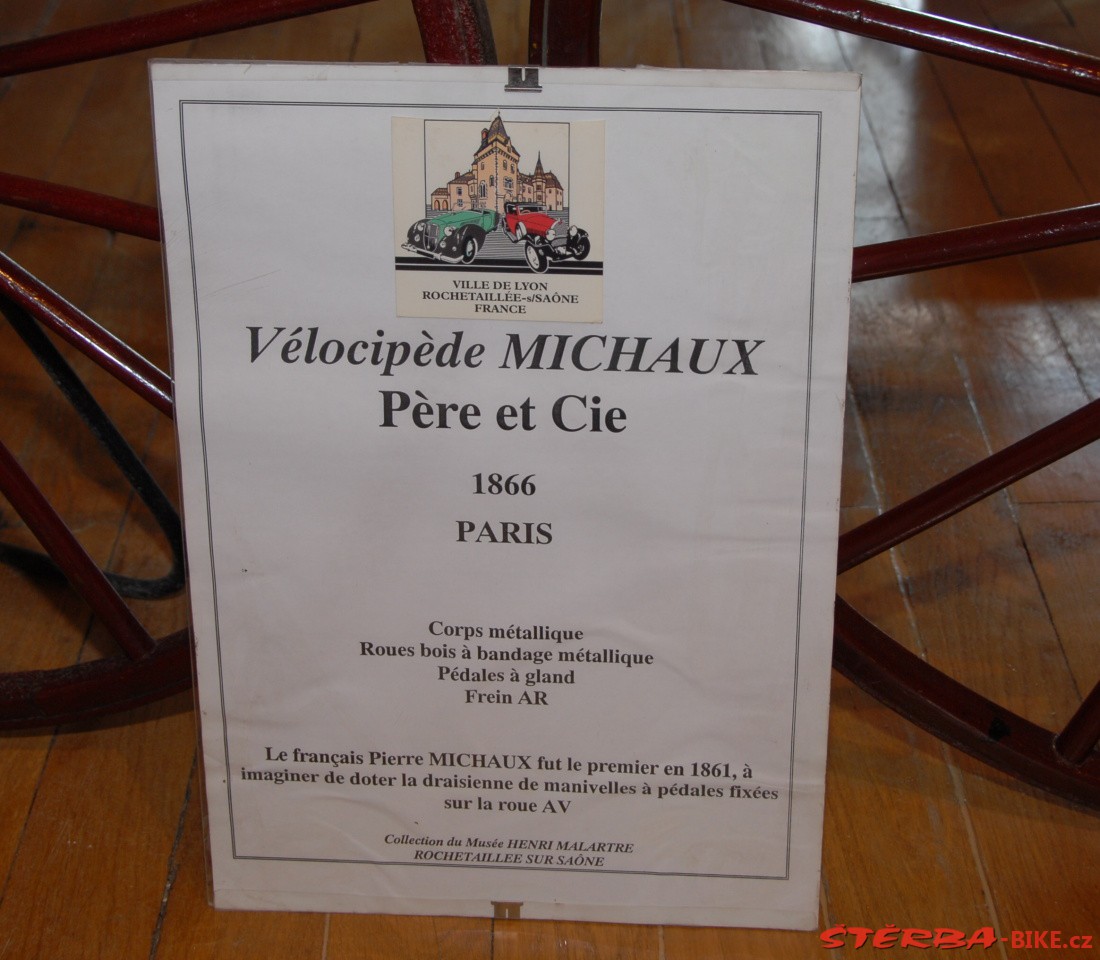 VILLE DE LYON
ROCHETAILLÉE-s/SAÔNE
FRANCE
Vélocipède MICHAUX
Père et Cie
1866
PARIS
Corps métallique
Roues bois à bandage métallique
Pédales à gland
Frein AR
Le français Pierre MICHAUX fut le premier en 1861, à
imaginer de doter la draisienne de manivelles à pédales fixées
sur la roue AV
Collection du Musée HENRI MALARTRE
ROCHETAILLEE SUR SAÔNE
ŠTĚRBA-BIKE.cz